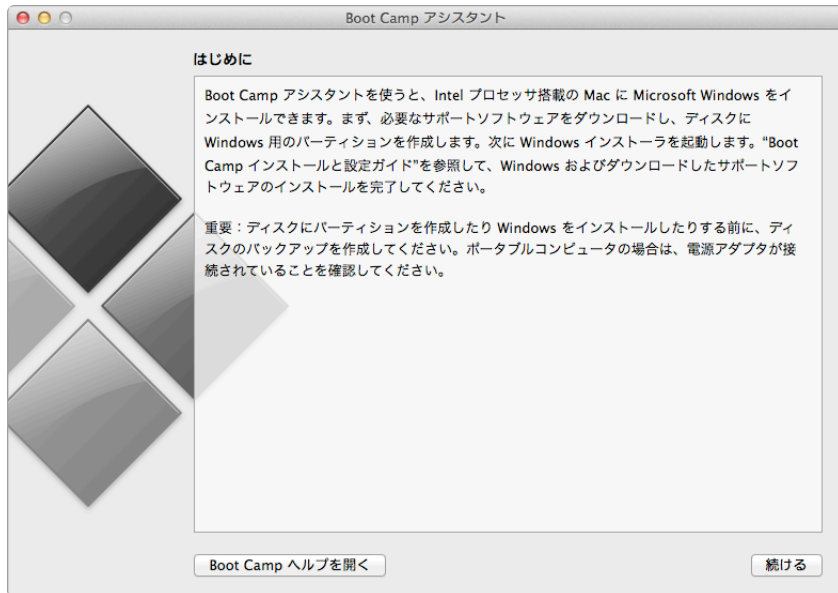 Boot Camp アシスタント
はじめに
Boot Camp アシスタントを使うと、Intel プロセッサ搭載の Mac に Microsoft Windows をイ
ンストールできます。まず、必要なサポートソフトウェアをダウンロードし、ディスクに
Windows 用のパーティションを作成します。次に Windows インストーラを起動します。“Boot
Camp インストールと設定ガイド”を参照して、Windows およびダウンロードしたサポートソフ
トウェアのインストールを完了してください。
重要：ディスクにパーティションを作成したり Windows をインストールしたりする前に、ディ
スクのバックアップを作成してください。ポータブルコンピュータの場合は、電源アダプタが接
続されていることを確認してください。
Boot Camp ヘルプを開く
続ける